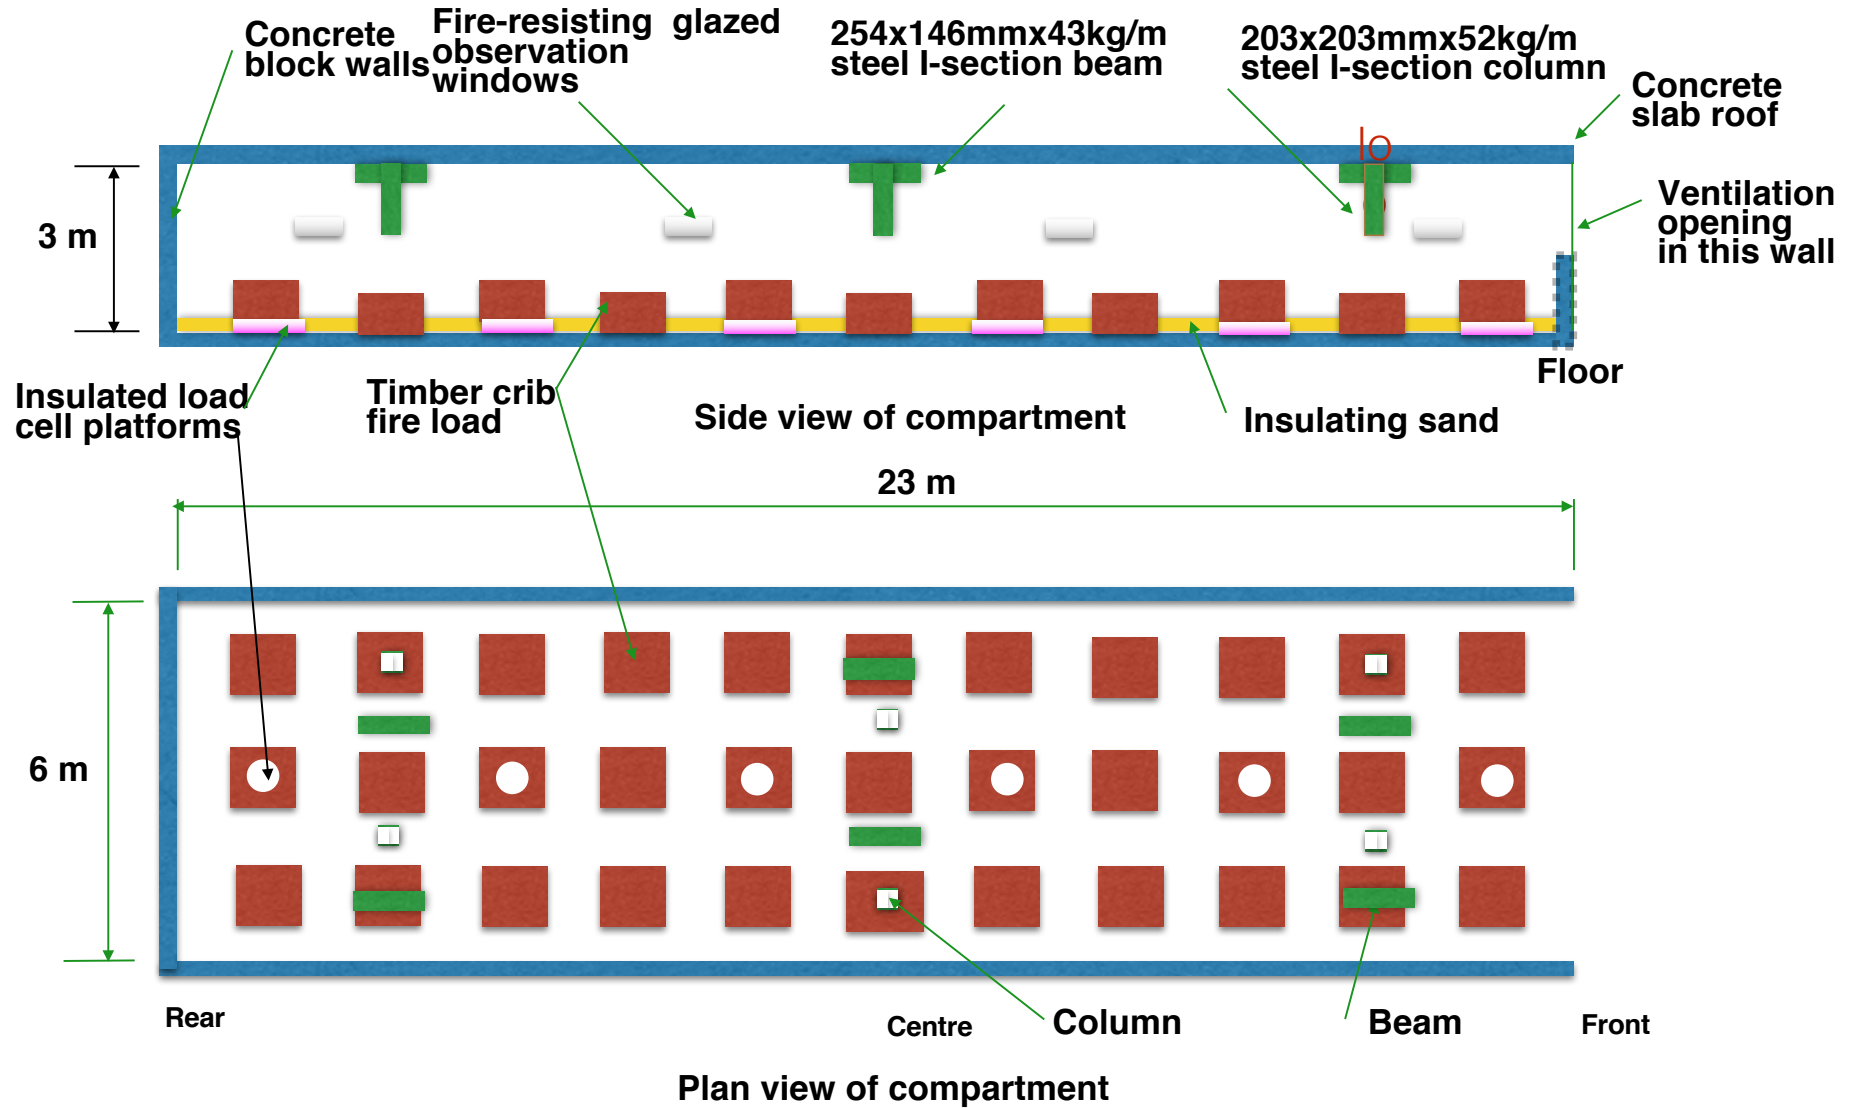 Concrete
block walls
Fire-resisting glazed
observation
windows
254x146mmx43kg/m
steel I-section beam
203x203mmx52kg/m
steel I-section column
Concrete
slab roof
lo
Ventilation
opening
in this wall
3 m
Floor
Insulated load
cell platforms
Timber crib
fire load
Side view of compartment
Insulating sand
23 m
6 m
Rear
Centre
Column
Beam
Front
Plan view of compartment